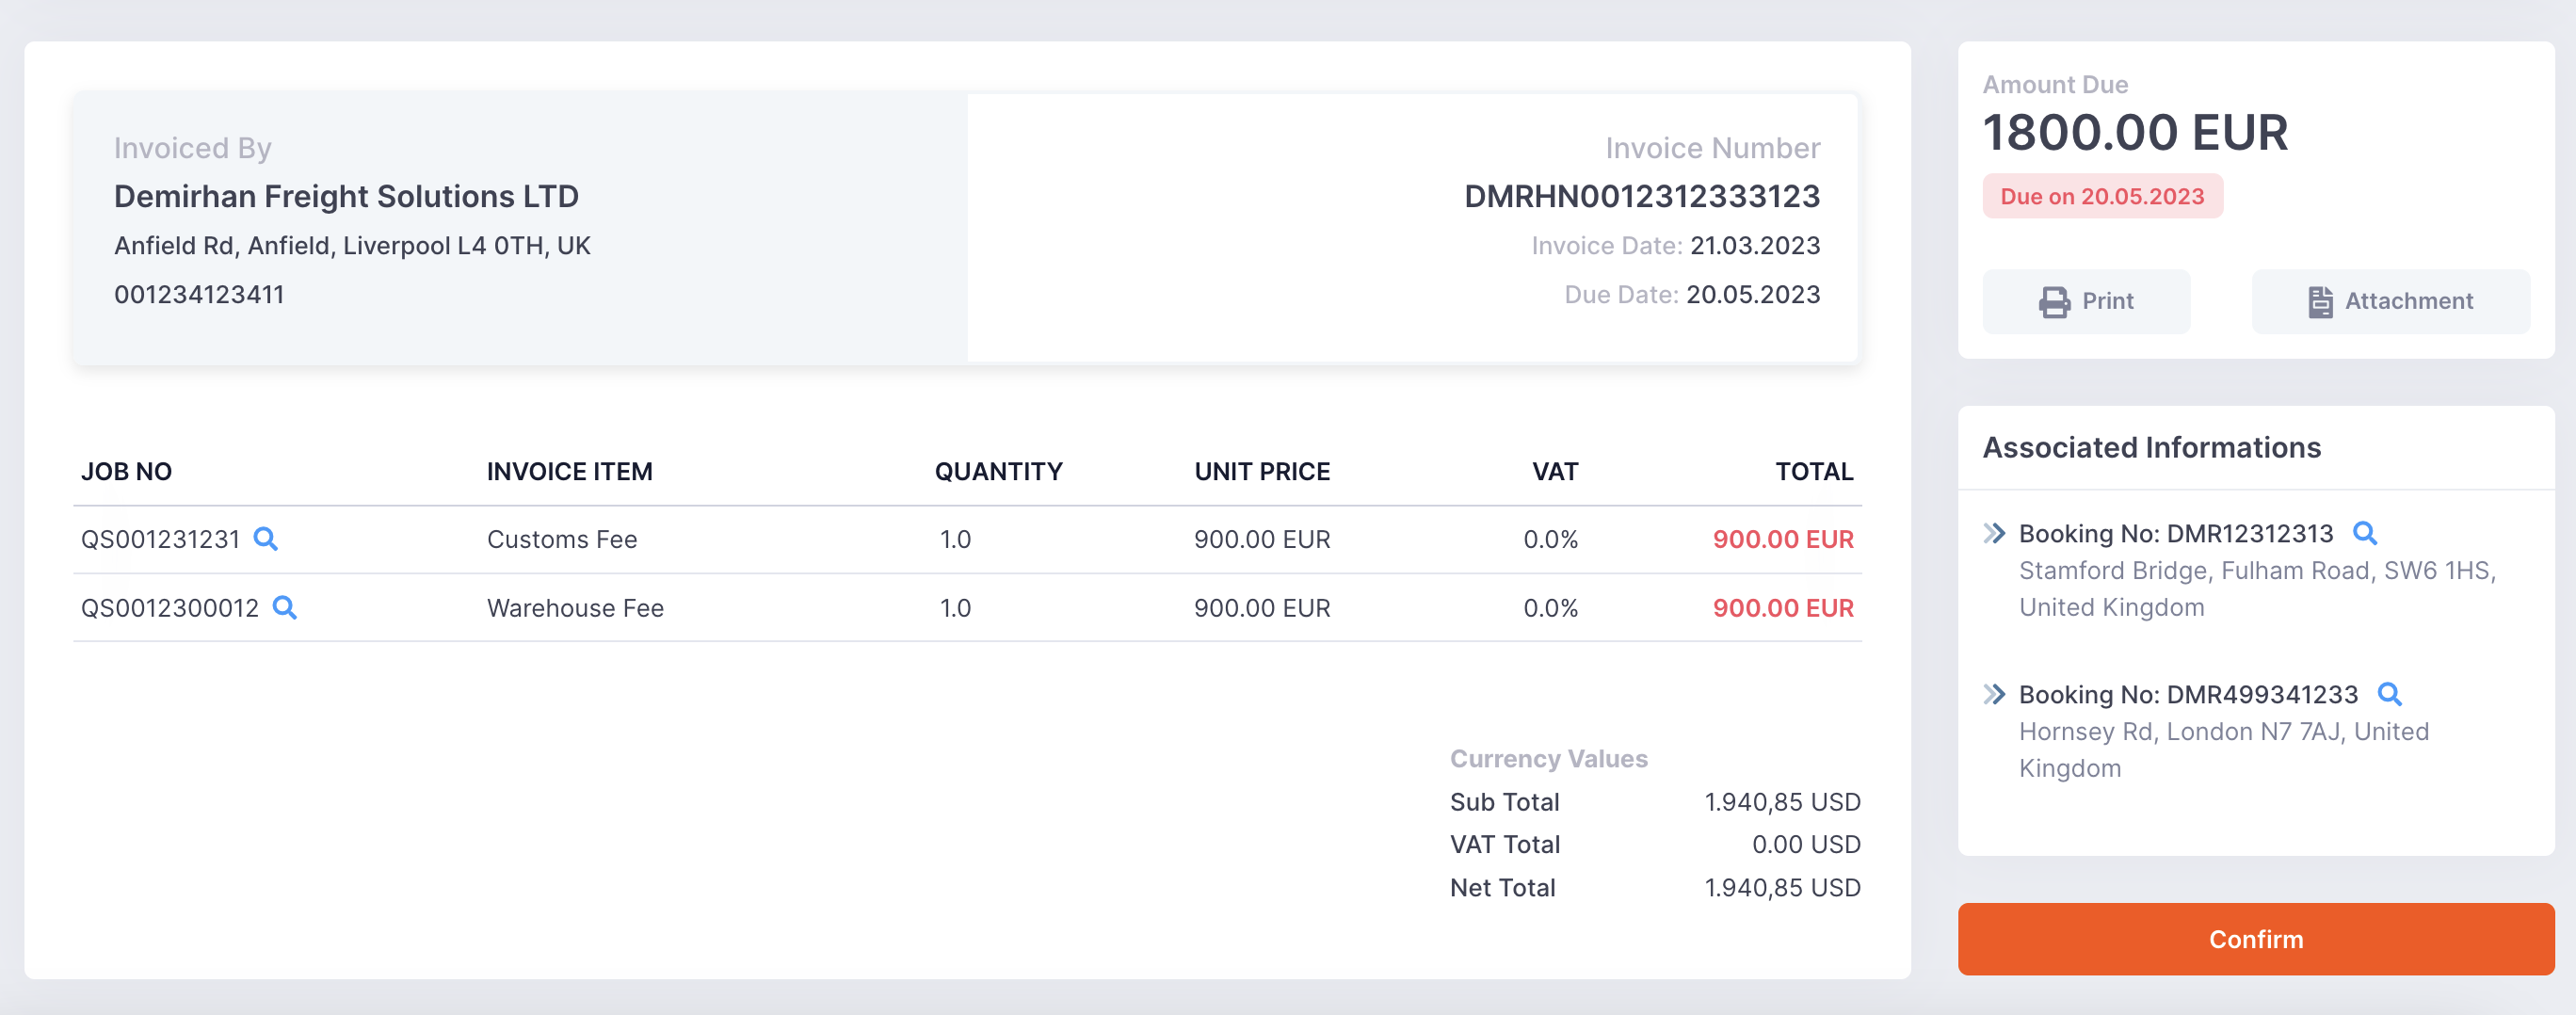 Invoiced By
Demirhan Freight Solutions LTD
Anfield Rd, Anfield, Liverpool L4 0TH, UK
001234123411
Invoice Number
DMRHN0012312333123
Invoice Date: 21.03.2023
Due Date: 20.05.2023
JOB NO INVOICE ITEM QUANTITY UNIT PRICE VAT TOTAL
QS001231231 Customs Fee 1.0 900.00 EUR 0.0% 900.00 EUR
QS0012300012 Warehouse Fee 1.0 900.00 EUR 0.0% 900.00 EUR
Currency Values
Sub Total 1.940,85 USD
VAT Total 0.00 USD
Net Total 1.940,85 USD
Amount Due
1800.00 EUR
Due on 20.05.2023
Print Attachment
Associated Informations
Booking No: DMR12312313
Stamford Bridge, Fulham Road, SW6 1HS,
United Kingdom
Booking No: DMR499341233
Hornsey Rd, London N7 7AJ, United
Kingdom
Confirm